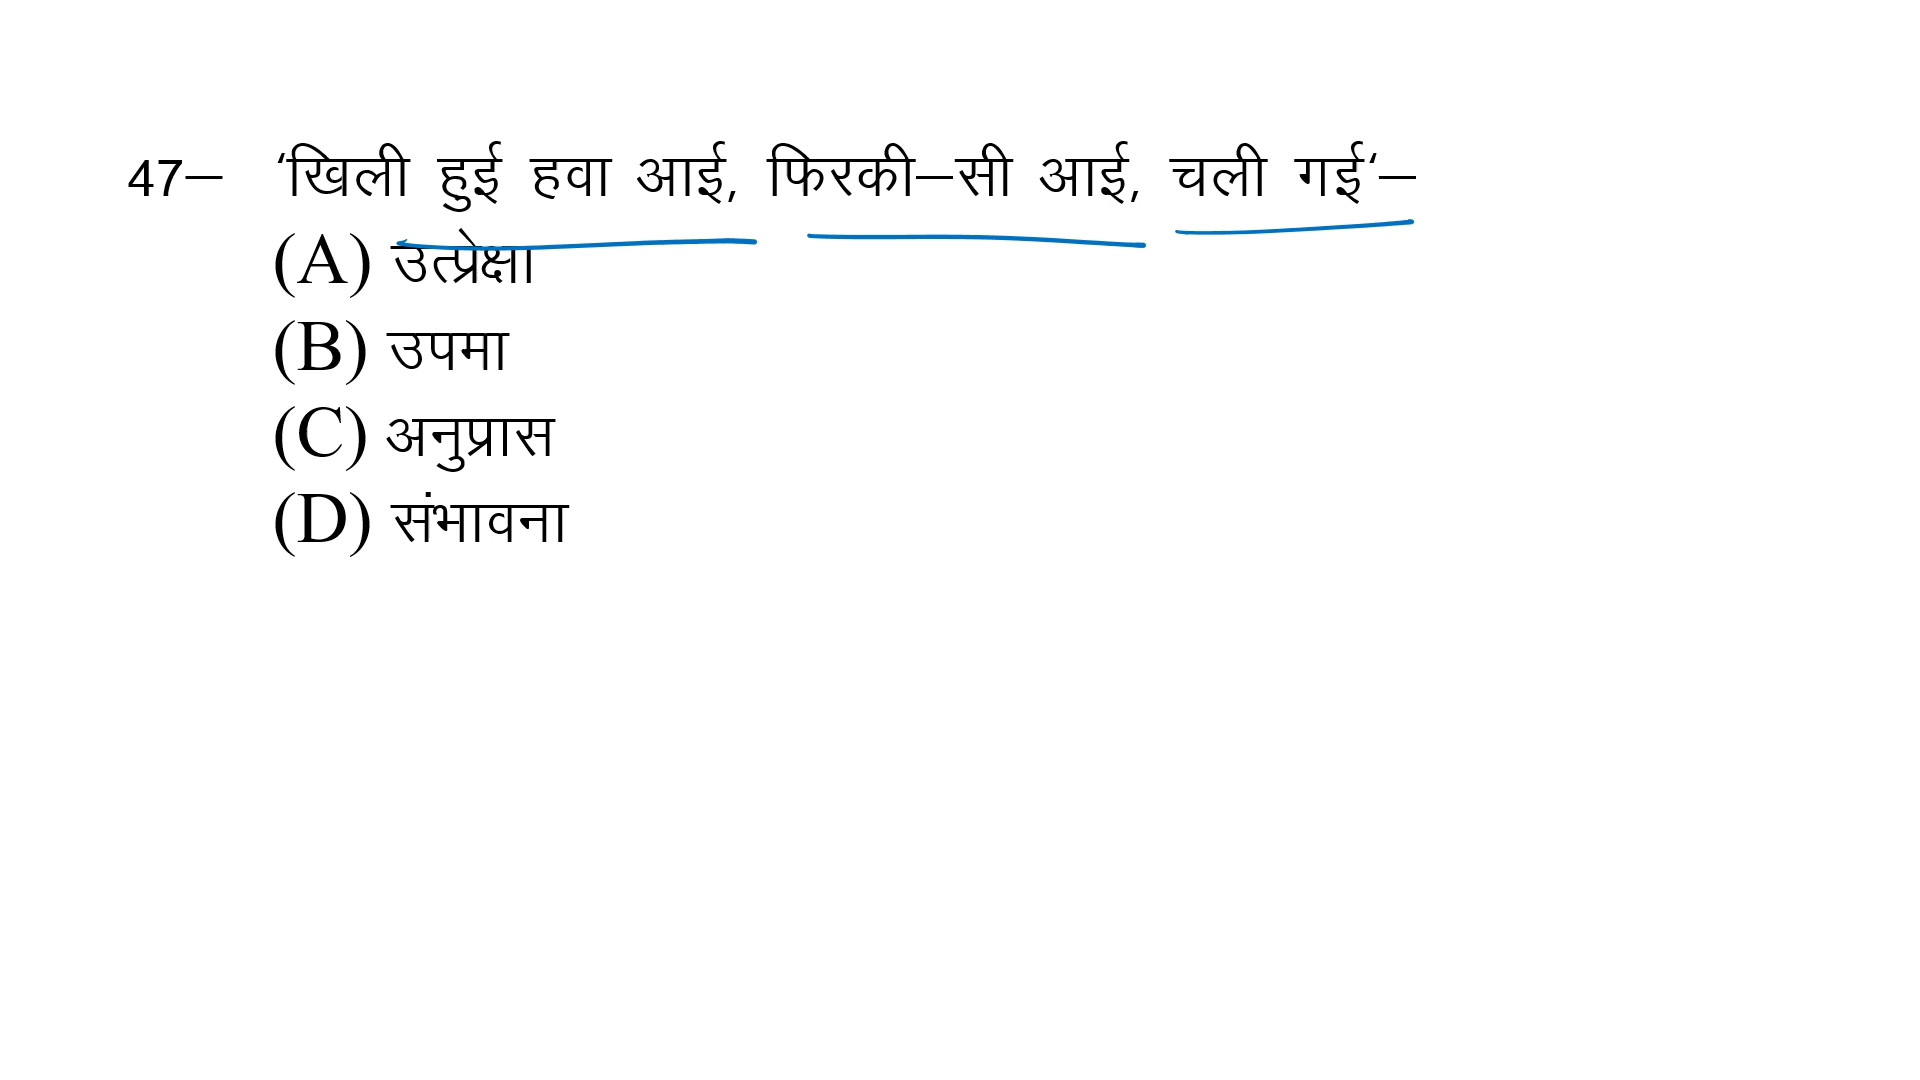 47– ‘खिली हुई हवा आई, फिरकी–सी आई, चली गई‘–
(A) उत्प्रेक्षा
(B) उपमा
(C) अनुप्रास
(D) संभावना